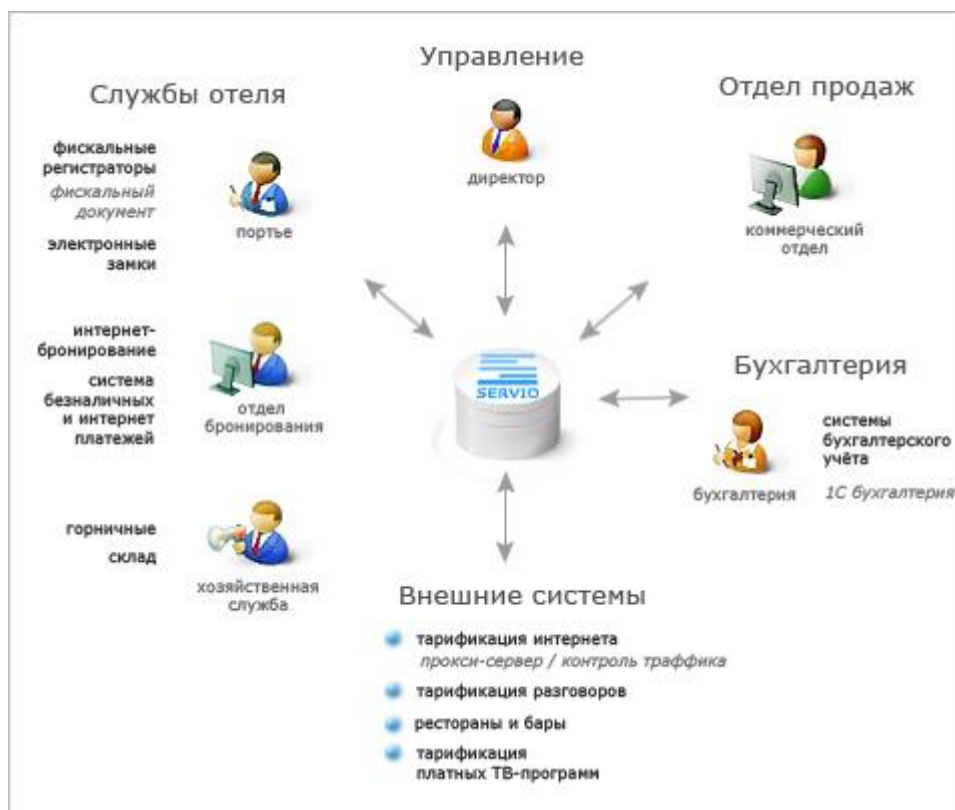 Управление
директор
Службы отеля
фискальные
регистраторы
фискальный
документ
электронные
замки
портье
интернет-
бронирование
система
безналичных
и интернет
платежей
отдел
бронирования
горничные
склад
хозяйственная
служба
Отдел продаж
коммерческий
отдел
SERVIO
Бухгалтерия
бухгалтерия
системы
бухгалтерского
учёта
1С бухгалтерия
Внешние системы
тарификация интернета
прокси-сервер / контроль траффика
тарификация разговоров
рестораны и бары
тарификация
платных ТВ-программ